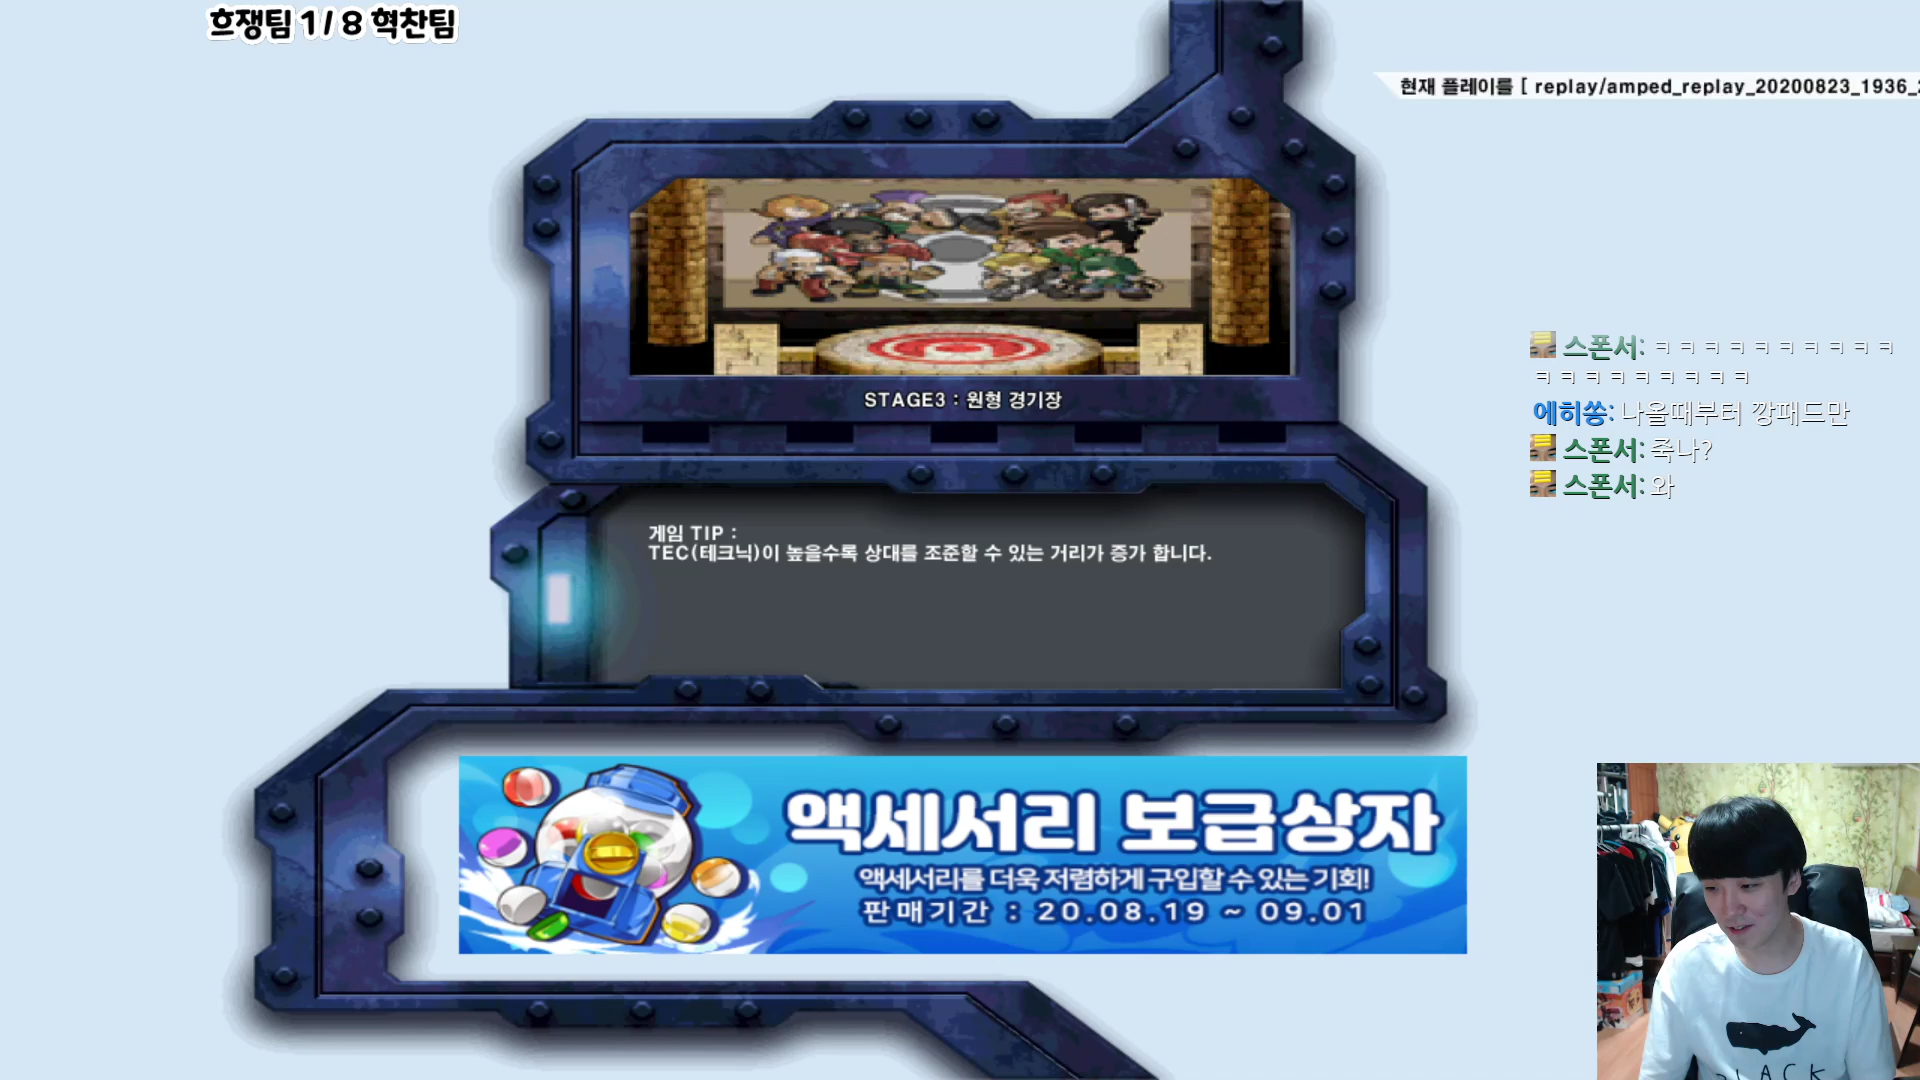 흐쟁팀 1 / 8 혁찬팀
현재 플레이를 [ replay/amped_replay_20200823_1936_
STAGE3 : 원형 경기장
스폰서: ㅋㅋㅋㅋㅋㅋㅋㅋㅋㅋ
ㅋㅋㅋㅋㅋㅋㅋㅋㅋ
에히쏭: 나올때부터 깡패드만
스폰서: 죽나?
스폰서: 와
게임 TIP :
TEC(테크닉)이 높을수록 상대를 조준할 수 있는 거리가 증가 합니다.
액세서리 보급상자
액세서리를 더욱 저렴하게 구입할 수 있는 기회!
판매기간 : 20.08.19 ~ 09.01